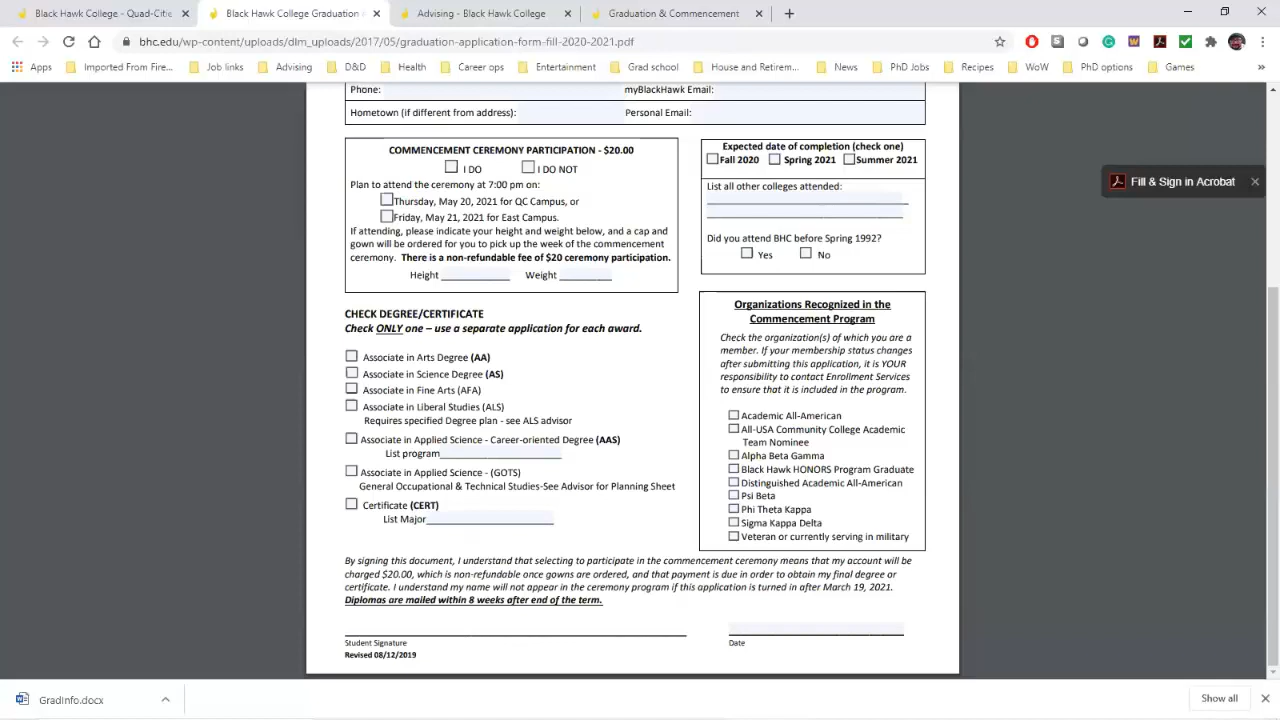 Black Hawk College - Quad-Citie
Black Hawk College Graduation
Advising - Black Hawk College
Graduation & Commencement
bhc.edu/wp-content/uploads/dlm_uploads/2017/05/graduation-application-form.fill-2020-2021.pdf
Apps
Imported From Fire...
Job links
Advising
D&D
Health
Career ops
Entertainment
Grad school
House and Retirem...
News
PhD Jobs
Recipes
WoW
PhD options
Games
»
Phone:
myBlackHawk Email:
Hometown (if different from address):
Personal Email:
COMMENCEMENT CEREMONY PARTICIPATION - $20.00
I DO
I DO NOT
Plan to attend the ceremony at 7:00 pm on:
Thursday, May 20, 2021 for QC Campus, or
Friday, May 21, 2021 for East Campus.
If attending, please indicate your height and weight below, and a cap and
gown will be ordered for you to pick up the week of the commencement
ceremony. There is a non-refundable fee of $20 ceremony participation.
Height
Weight
Expected date of completion (check one)
Fall 2020
Spring 2021
Summer 2021
List all other colleges attended:
Did you attend BHC before Spring 1992?
Yes
No
Fill & Sign in Acrobat
CHECK DEGREE/CERTIFICATE
Check ONLY one – use a separate application for each award.
Associate in Arts Degree (AA)
Associate in Science Degree (AS)
Associate in Fine Arts (AFA)
Associate in Liberal Studies (ALS)
Requires specified Degree plan - see ALS advisor
Associate in Applied Science - Career-oriented Degree (AAS)
List program
Associate in Applied Science - (GOTS)
General Occupational & Technical Studies-See Advisor for Planning Sheet
Certificate (CERT)
List Major
Organizations Recognized in the
Commencement Program
Check the organization(s) of which you are a
member. If your membership status changes
after submitting this application, it is YOUR
responsibility to contact Enrollment Services
to ensure that it is included in the program.
Academic All-American
All-USA Community College Academic
Team Nominee
Alpha Beta Gamma
Black Hawk HONORS Program Graduate
Distinguished Academic All-American
Psi Beta
Phi Theta Kappa
Sigma Kappa Delta
Veteran or currently serving in military
By signing this document, I understand that selecting to participate in the commencement ceremony means that my account will be
charged $20.00, which is non-refundable once gowns are ordered, and that payment is due in order to obtain my final degree or
certificate. I understand my name will not appear in the ceremony program if this application is turned in after March 19, 2021.
Diplomas are mailed within 8 weeks after end of the term.
Student Signature
Date
Revised 08/12/2019
GradInfo.docx
Show all